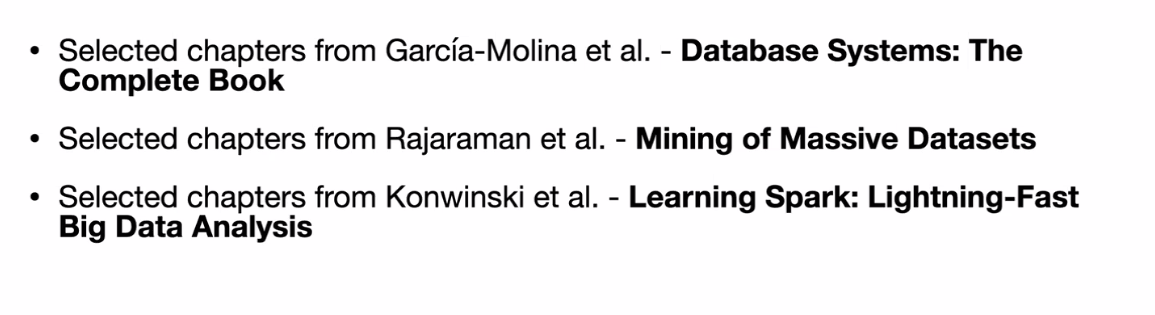 • Selected chapters from García-Molina et al. - Database Systems: The
Complete Book
• Selected chapters from Rajaraman et al. - Mining of Massive Datasets
• Selected chapters from Konwinski et al. - Learning Spark: Lightning-Fast
Big Data Analysis